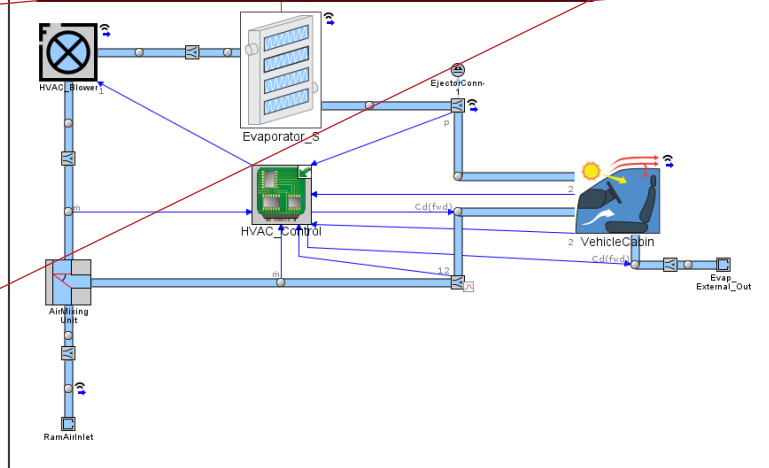 F
HVAC_Blower
1
Evaporator_S
EjectorConn-
1
p
2
m
Cd(fwd)
HVAC_Control
2
VehicleCabin
Cd(fwd)
12
m
Evap_
External_Out
AirMixing
Unit
RamAirInlet